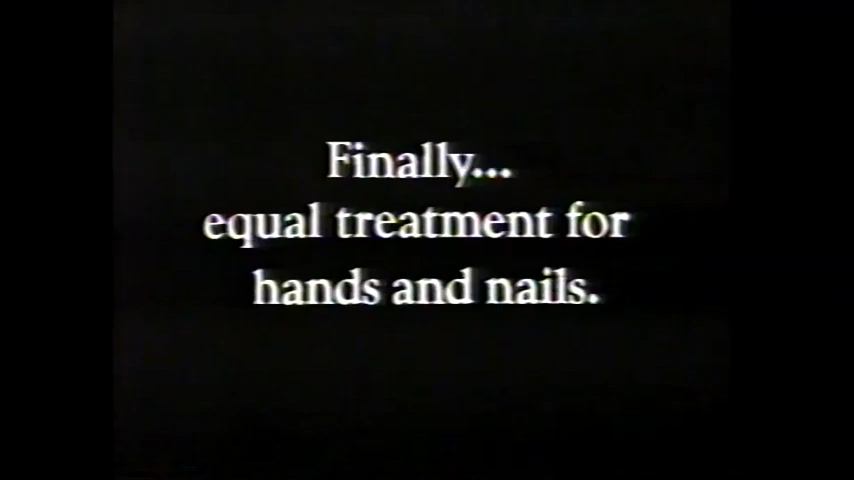 Finally...
equal treatment for
hands and nails.